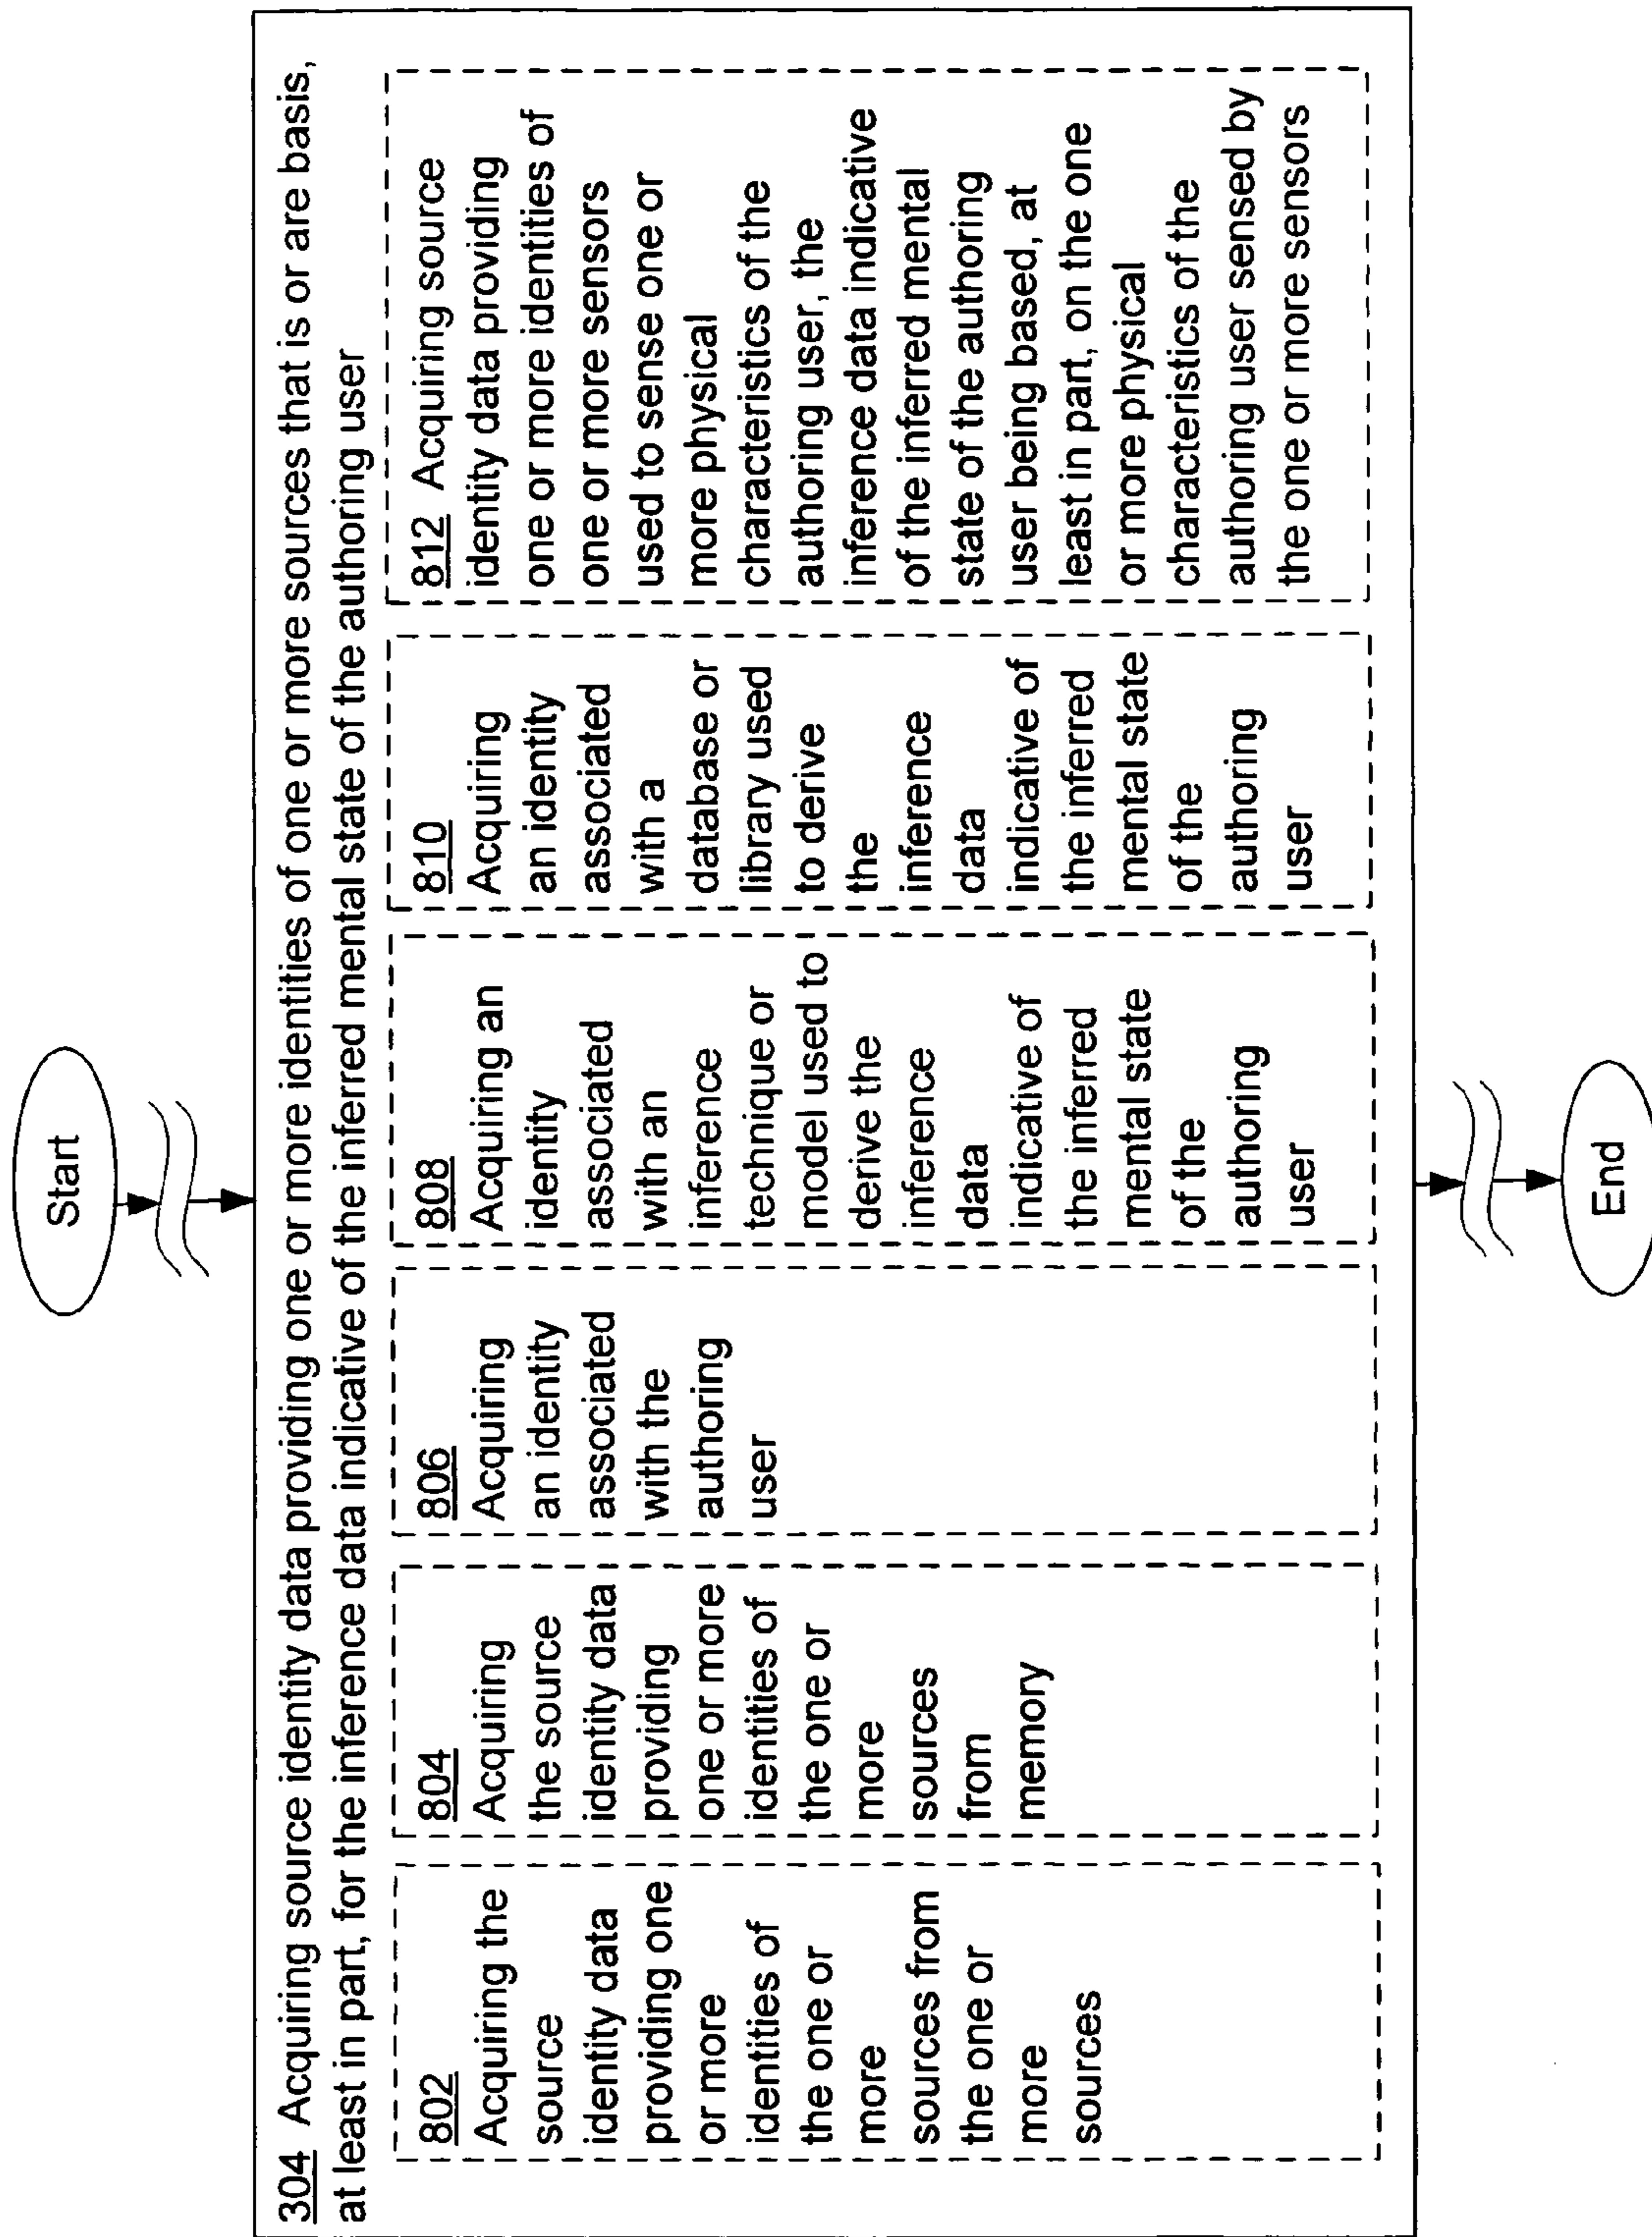 Start
304 Acquiring source identity data providing one or more identities of one or more sources that is or are basis,
at least in part, for the inference data indicative of the inferred mental state of the authoring user
802
Acquiring the
source
identity data
providing one
or more
identities of
the one or
more
sources from
the one or
more
sources
804
Acquiring
the source
identity data
providing
one or more
identities of
the one or
more
sources
from
memory
806
Acquiring
an identity
associated
with the
authoring
user
808
Acquiring an
identity
associated
with an
inference
technique or
model used to
derive the
inference
data
indicative of
the inferred
mental state
of the
authoring
user
810
Acquiring
an identity
associated
with a
database or
library used
to derive
the
inference
data
indicative of
the inferred
mental state
of the
authoring
user
812 Acquiring source
identity data providing
one or more identities of
one or more sensors
used to sense one or
more physical
characteristics of the
authoring user, the
inference data indicative
of the inferred mental
state of the authoring
user being based, at
least in part, on the one
or more physical
characteristics of the
authoring user sensed by
the one or more sensors
End